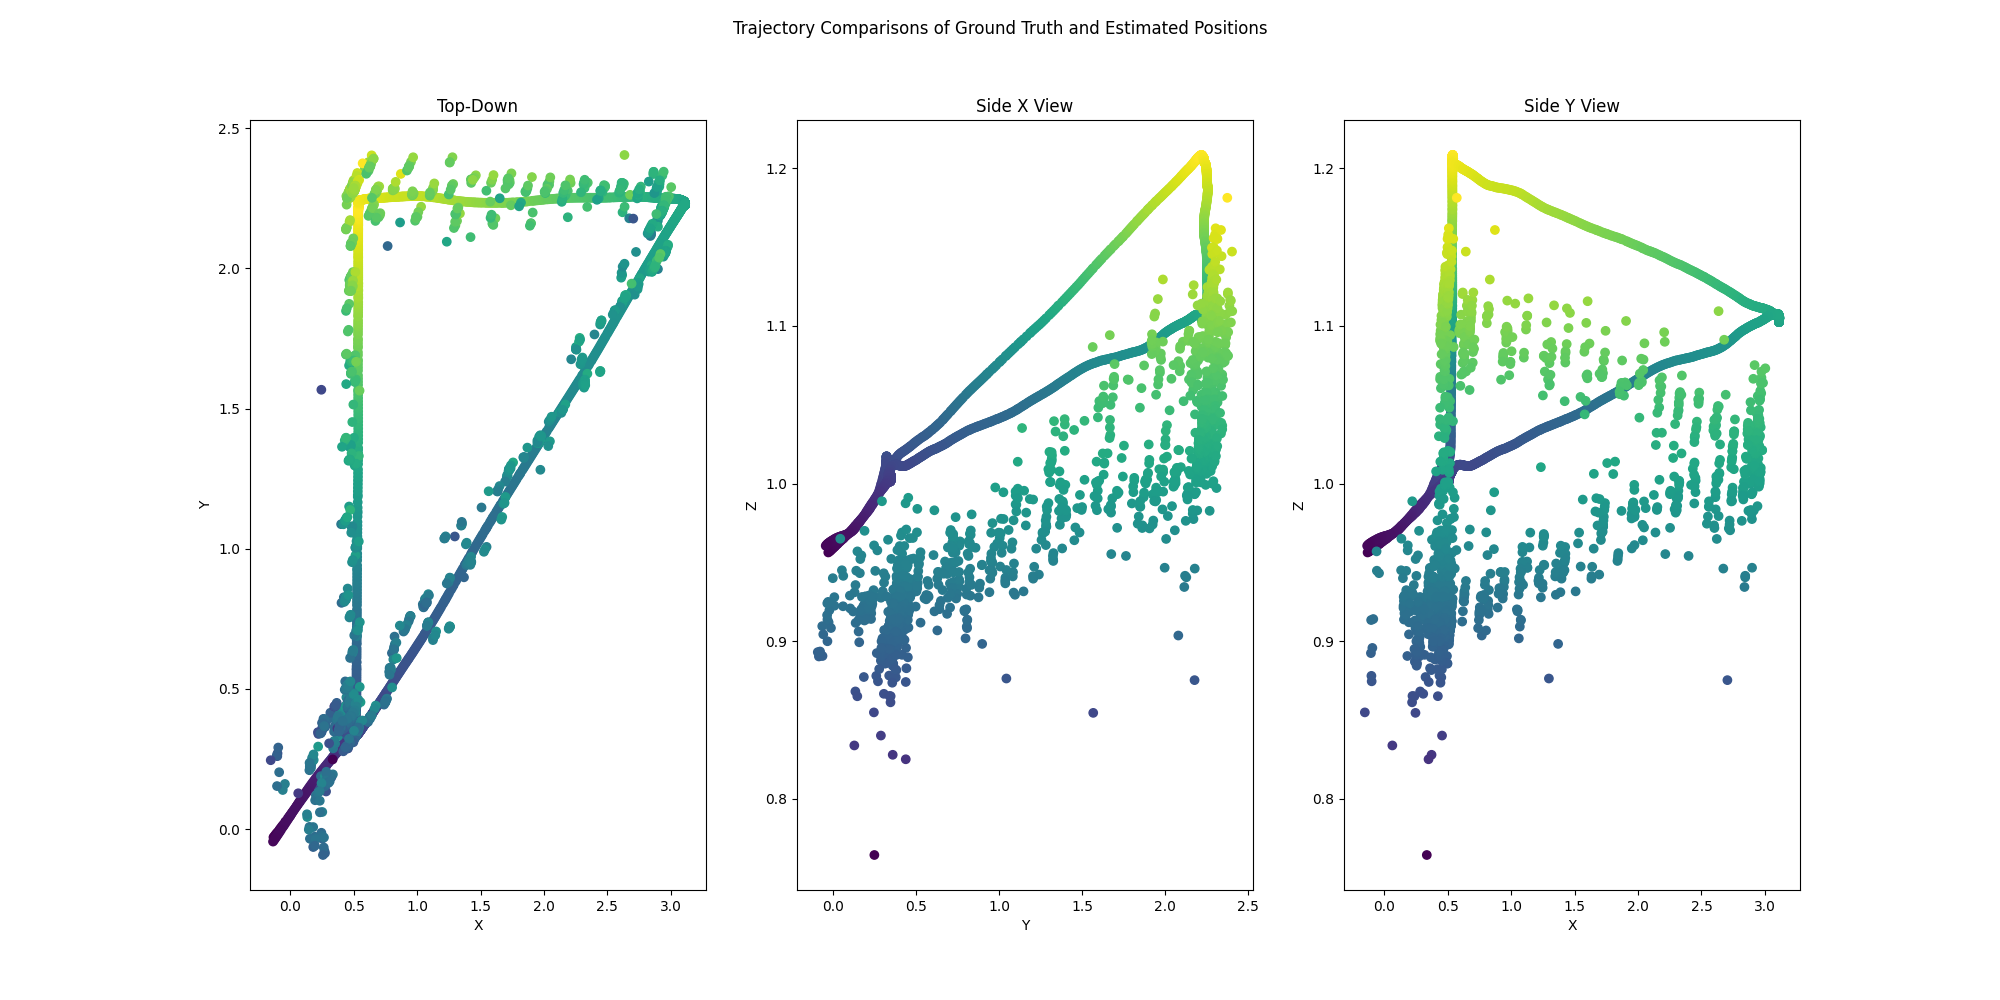 Trajectory Comparisons of Ground Truth and Estimated Positions
Top-Down
Side X View
Side Y View
2.5
2.0
1.5
1.0
0.5
0.0
Y
0.0 0.5 1.0 1.5 2.0 2.5 3.0
X
1.2
1.1
1.0
0.9
0.8
Z
0.0 0.5 1.0 1.5 2.0 2.5
Y
1.2
1.1
1.0
0.9
0.8
Z
0.0 0.5 1.0 1.5 2.0 2.5 3.0
X